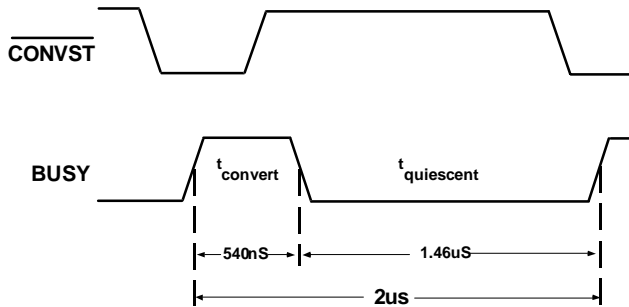 CONVST
BUSY
tconvert
tquiescent
540nS
1.46uS
2us